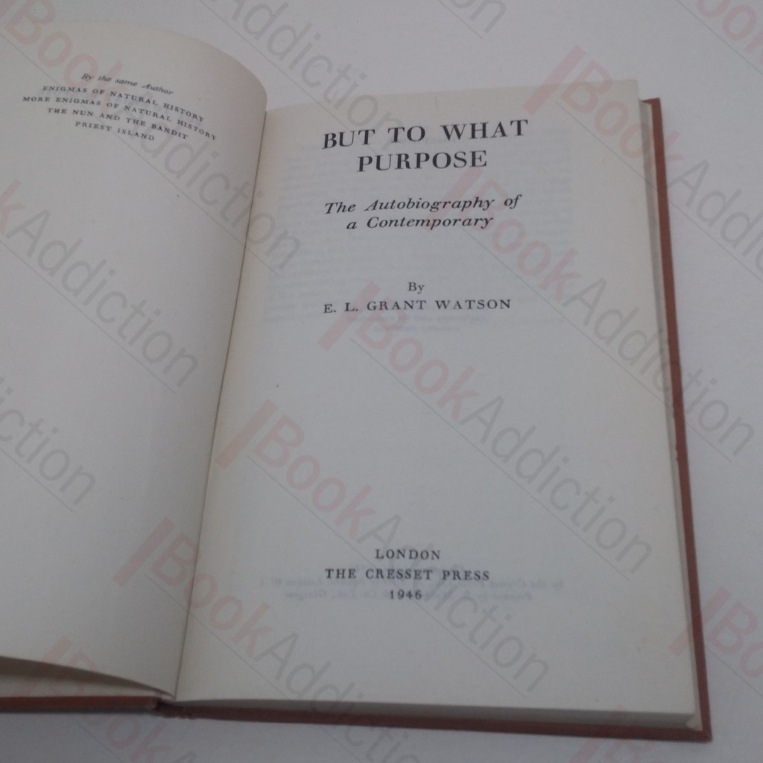 By the same Author
ENIGMAS OF NATURAL HISTORY
MORE ENIGMAS OF NATURAL HISTORY
THE NUN AND THE BANDIT
PRIEST ISLAND
BUT TO WHAT
PURPOSE
The Autobiography of
a Contemporary
By
E. L. GRANT WATSON
LONDON
THE CRESSET PRESS
1946
BookAddiction